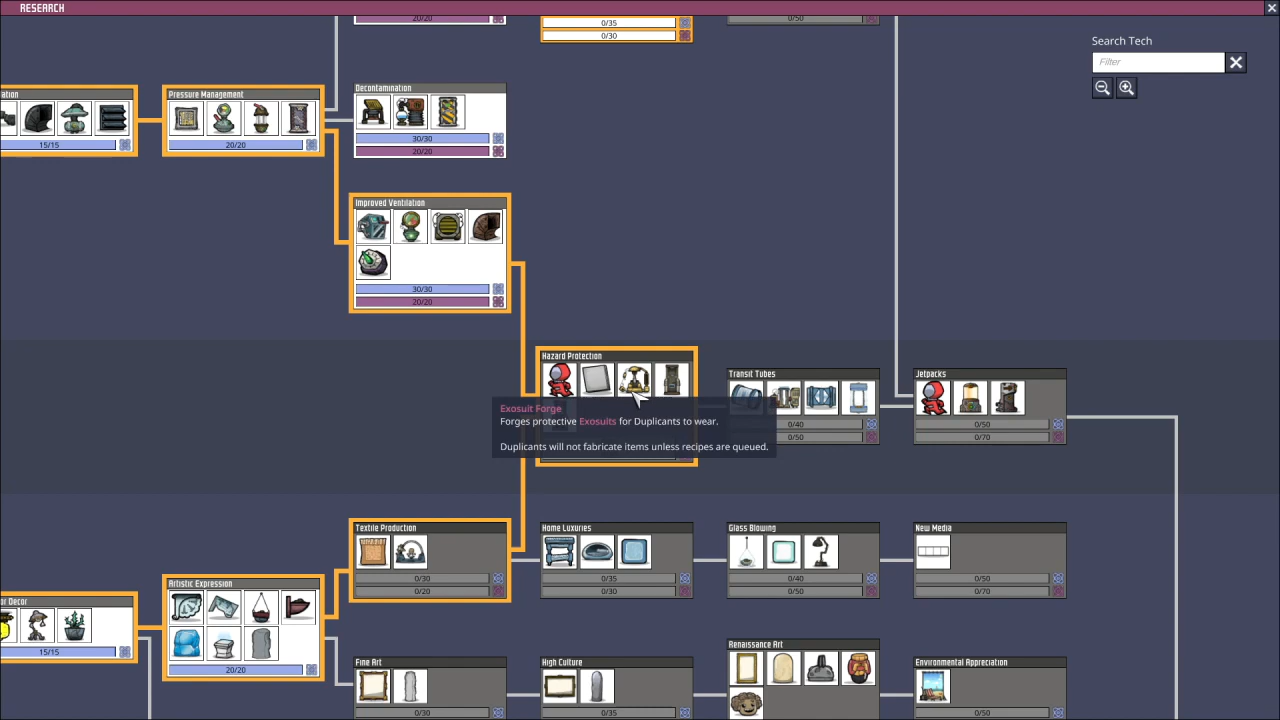 RESEARCH
20/20
0/35
0/30
0/50
Search Tech
Filter
ation
15/15
Pressure Management
20/20
Decontamination
30/30
20/20
Improved Ventilation
30/30
20/20
Hazard Protection
Exosuit Forge
Forges protective Exosuits for Duplicants to wear.
Duplicants will not fabricate items unless recipes are queued.
Transit Tubes
0/40
0/50
Jetpacks
0/50
0/70
Textile Production
0/30
0/20
Home Luxuries
0/35
0/30
Glass Blowing
0/40
0/50
New Media
0/50
0/70
or Decor
15/15
Artistic Expression
20/20
Fine Art
0/30
High Culture
0/35
Renaissance Art
Environmental Appreciation
0/50